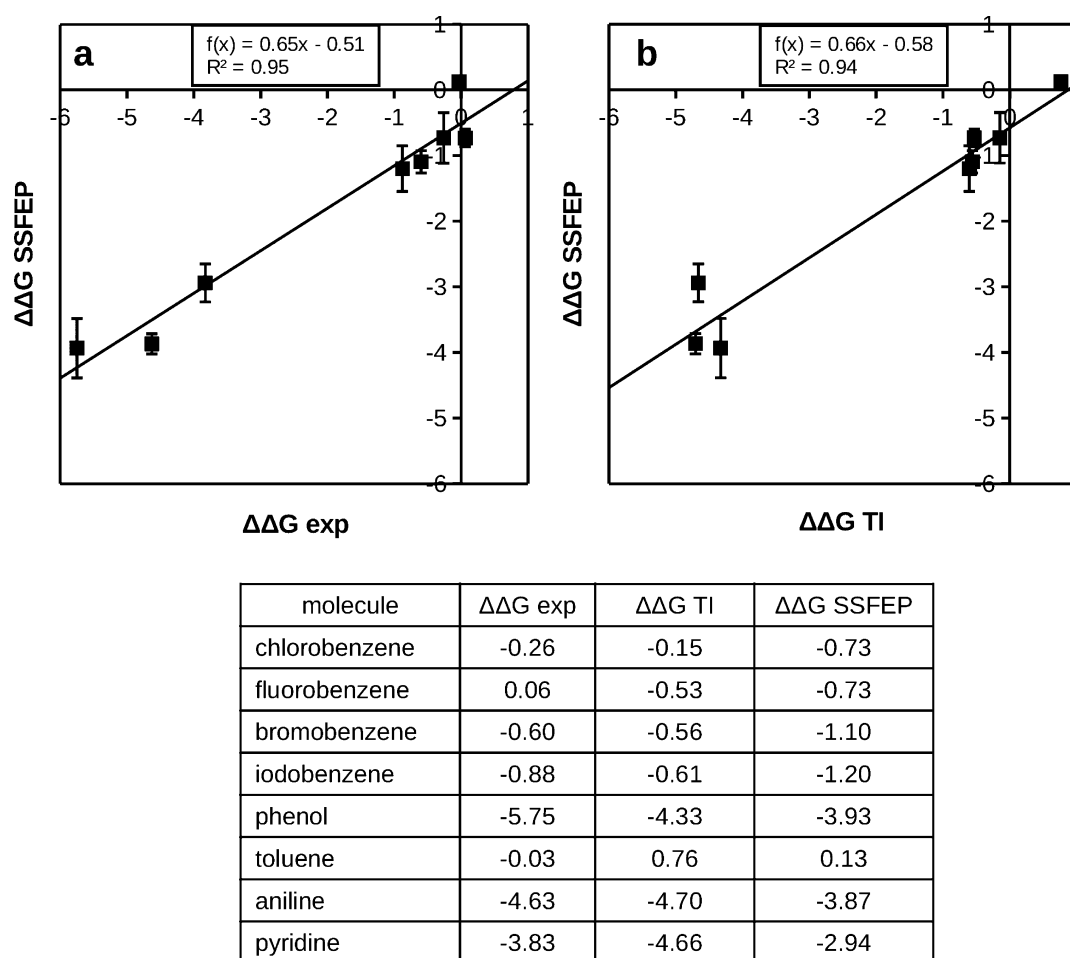 a
f(x) = 0.65x - 0.51
R² = 0.95
1
0
-6 -5 -4 -3 -2 -1 0 1
-1
-2
-3
-4
-5
-6
ΔΔG SSFEP
ΔΔG exp
b
f(x) = 0.66x - 0.58
R² = 0.94
1
0
-6 -5 -4 -3 -2 -1 0
-1
-2
-3
-4
-5
-6
ΔΔG SSFEP
ΔΔG TI
molecule ΔΔG exp ΔΔG TI ΔΔG SSFEP
chlorobenzene -0.26 -0.15 -0.73
fluorobenzene 0.06 -0.53 -0.73
bromobenzene -0.60 -0.56 -1.10
iodobenzene -0.88 -0.61 -1.20
phenol -5.75 -4.33 -3.93
toluene -0.03 0.76 0.13
aniline -4.63 -4.70 -3.87
pyridine -3.83 -4.66 -2.94